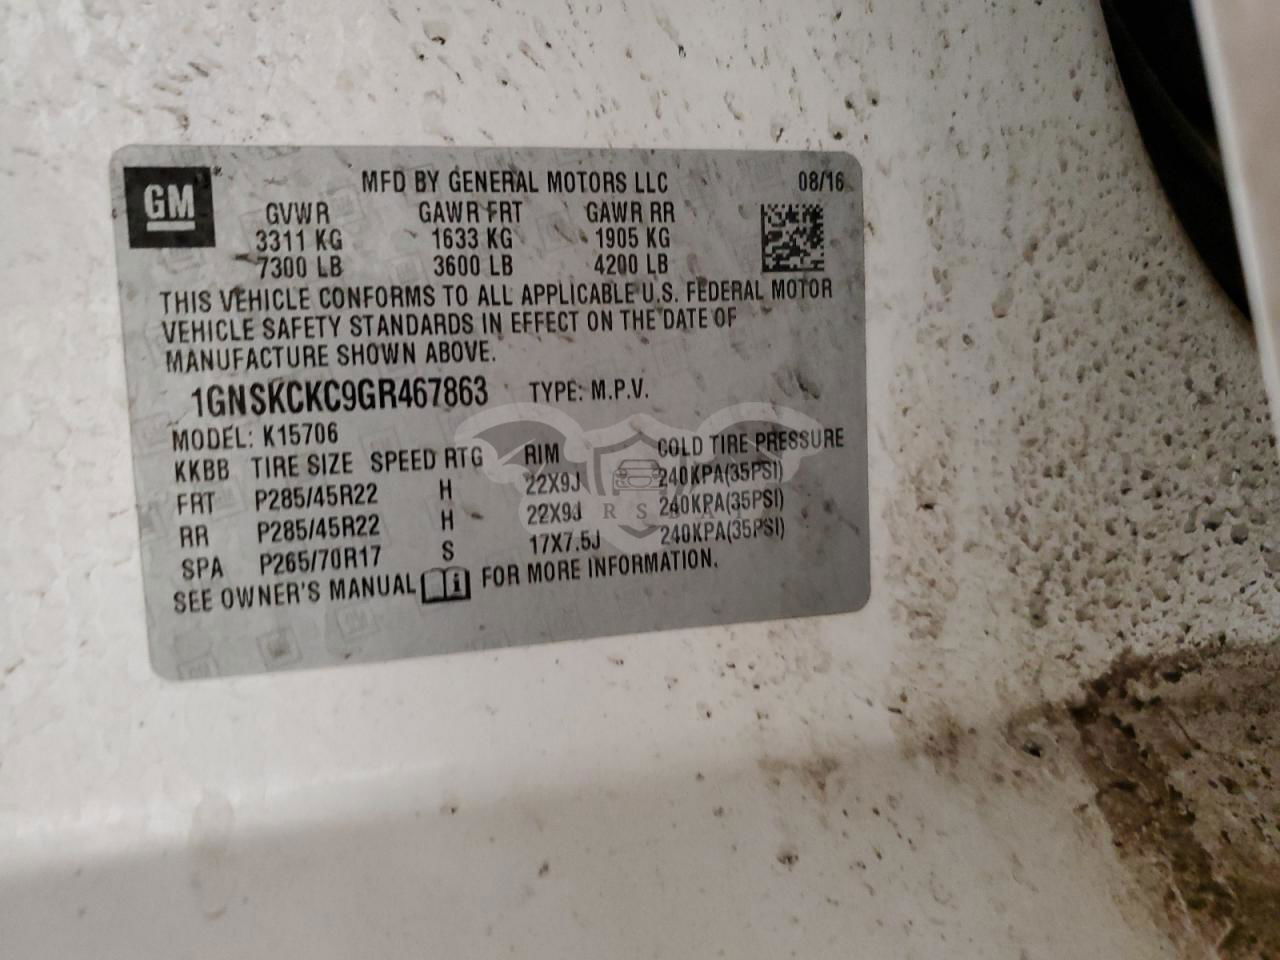 GM
MFD BY GENERAL MOTORS LLC 08/16
GVWR GAWR FRT GAWR RR
3311 KG 1633 KG 1905 KG
7300 LB 3600 LB 4200 LB
THIS VEHICLE CONFORMS TO ALL APPLICABLE U.S. FEDERAL MOTOR
VEHICLE SAFETY STANDARDS IN EFFECT ON THE DATE OF
MANUFACTURE SHOWN ABOVE.
1GNSKCKC9GR467863 TYPE: M.P.V.
MODEL: K15706
KKBB TIRE SIZE SPEED RTG RIM COLD TIRE PRESSURE
FRT P285/45R22 H 22X9J 240KPA(35PSI)
RR P285/45R22 H 22X9J 240KPA(35PSI)
SPA P265/70R17 S 17X7.5J 240KPA(35PSI)
SEE OWNER'S MANUAL FOR MORE INFORMATION.